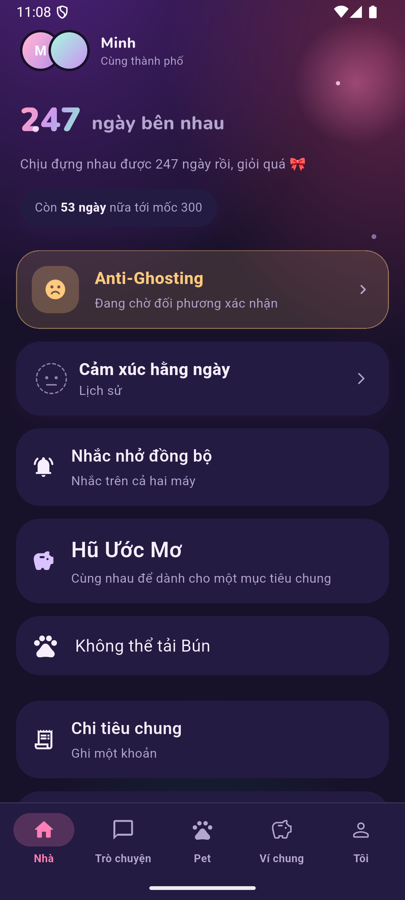 11:08
M
Minh
Cùng thành phố
247 ngày bên nhau
Chịu đựng nhau được 247 ngày rồi, giỏi quá 🎀
Còn 53 ngày nữa tới mốc 300
Anti-Ghosting
Đang chờ đối phương xác nhận
Cảm xúc hằng ngày
Lịch sử
Nhắc nhở đồng bộ
Nhắc trên cả hai máy
Hũ Ước Mơ
Cùng nhau để dành cho một mục tiêu chung
Không thể tải Bún
Chi tiêu chung
Ghi một khoản
Nhà
Trò chuyện
Pet
Ví chung
Tôi